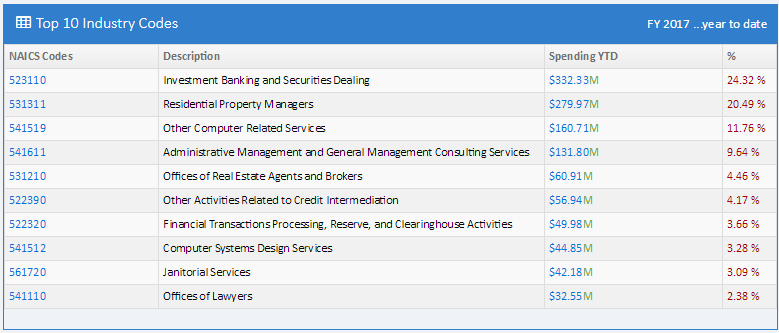 Top 10 Industry Codes FY 2017 ...year to date
NAICS Codes Description Spending YTD %
523110 Investment Banking and Securities Dealing $332.33M 24.32 %
531311 Residential Property Managers $279.97M 20.49 %
541519 Other Computer Related Services $160.71M 11.76 %
541611 Administrative Management and General Management Consulting Services $131.80M 9.64 %
531210 Offices of Real Estate Agents and Brokers $60.91M 4.46 %
522390 Other Activities Related to Credit Intermediation $56.94M 4.17 %
522320 Financial Transactions Processing, Reserve, and Clearinghouse Activities $49.98M 3.66 %
541512 Computer Systems Design Services $44.85M 3.28 %
561720 Janitorial Services $42.18M 3.09 %
541110 Offices of Lawyers $32.55M 2.38 %